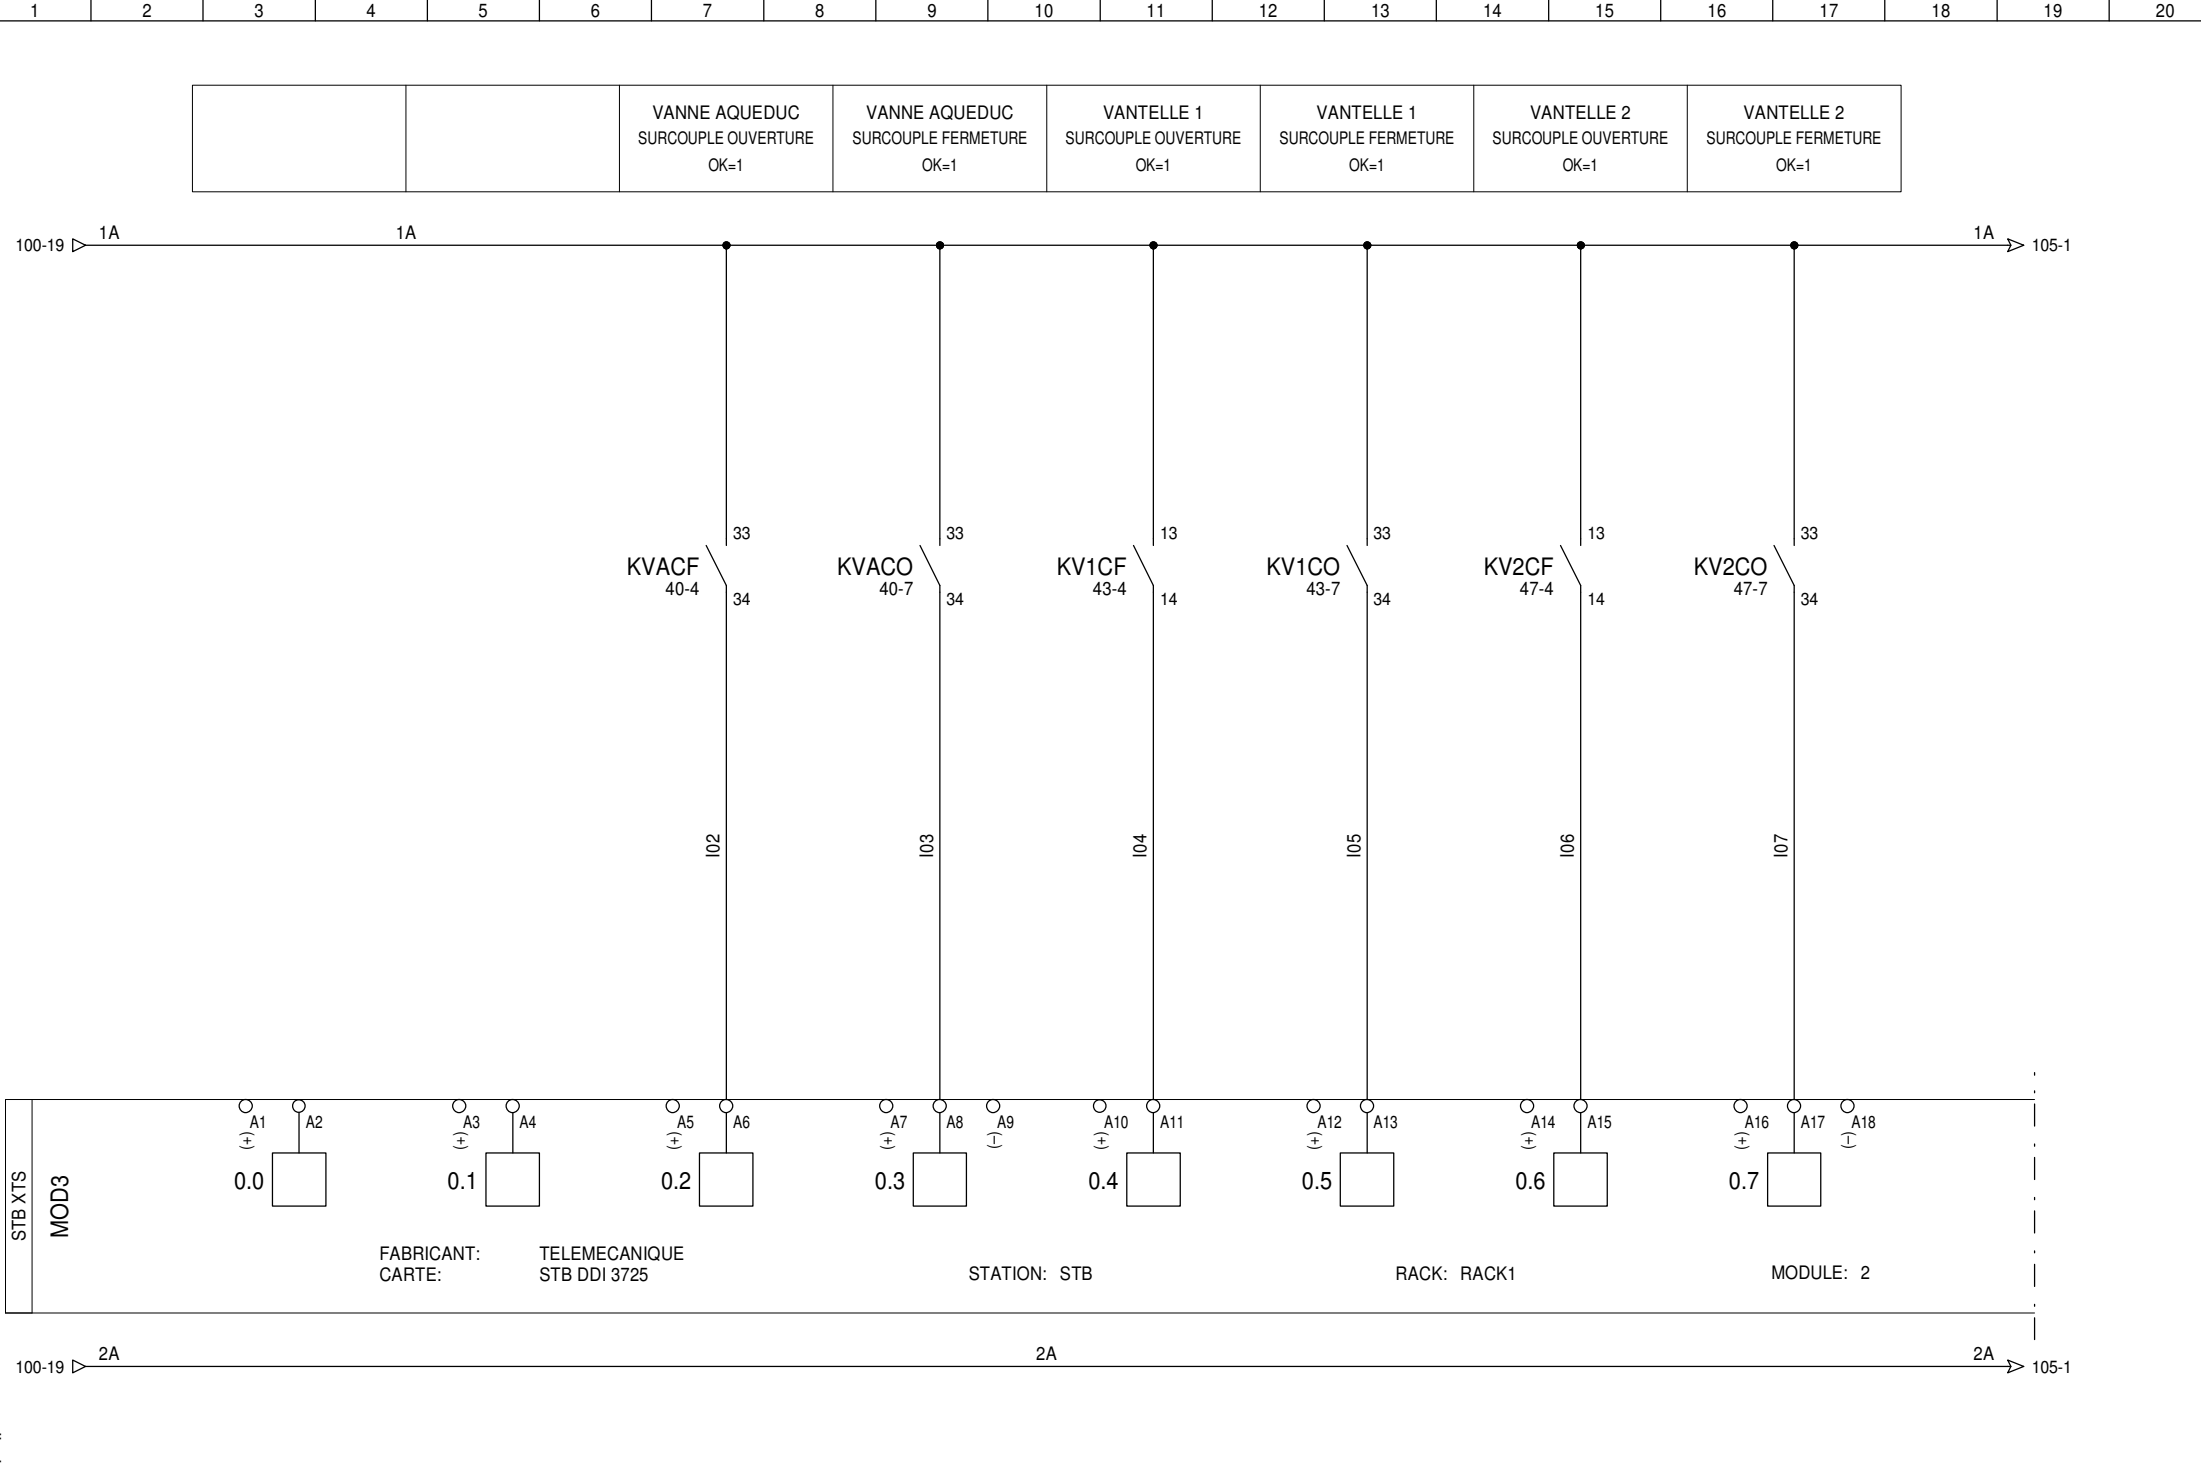 1 2 3 4 5 6 7 8 9 10 11 12 13 14 15 16 17 18 19 20
VANNE AQUEDUC VANNE AQUEDUC VANTELLE 1 VANTELLE 1 VANTELLE 2 VANTELLE 2
SURCOUPLE OUVERTURE SURCOUPLE FERMETURE SURCOUPLE OUVERTURE SURCOUPLE FERMETURE SURCOUPLE OUVERTURE SURCOUPLE FERMETURE
OK=1 OK=1 OK=1 OK=1 OK=1 OK=1
1A 1A 1A
100-19 105-1
33 33 13 33 13 33
KVACF KVACO KV1CF KV1CO KV2CF KV2CO
40-4 40-7 43-4 43-7 47-4 47-7
34 34 14 34 14 34
I02 I03 I04 I05 I06 I07
A1 A2 A3 A4 A5 A6 A7 A8 A9 A10 A11 A12 A13 A14 A15 A16 A17 A18
(+) (+) (+) (+) (-) (+) (+) (+) (+) (-)
0.0 0.1 0.2 0.3 0.4 0.5 0.6 0.7
STB XTS
MOD3
FABRICANT: TELEMECANIQUE
CARTE: STB DDI 3725
STATION: STB RACK: RACK1 MODULE: 2
2A 2A 2A
100-19 105-1